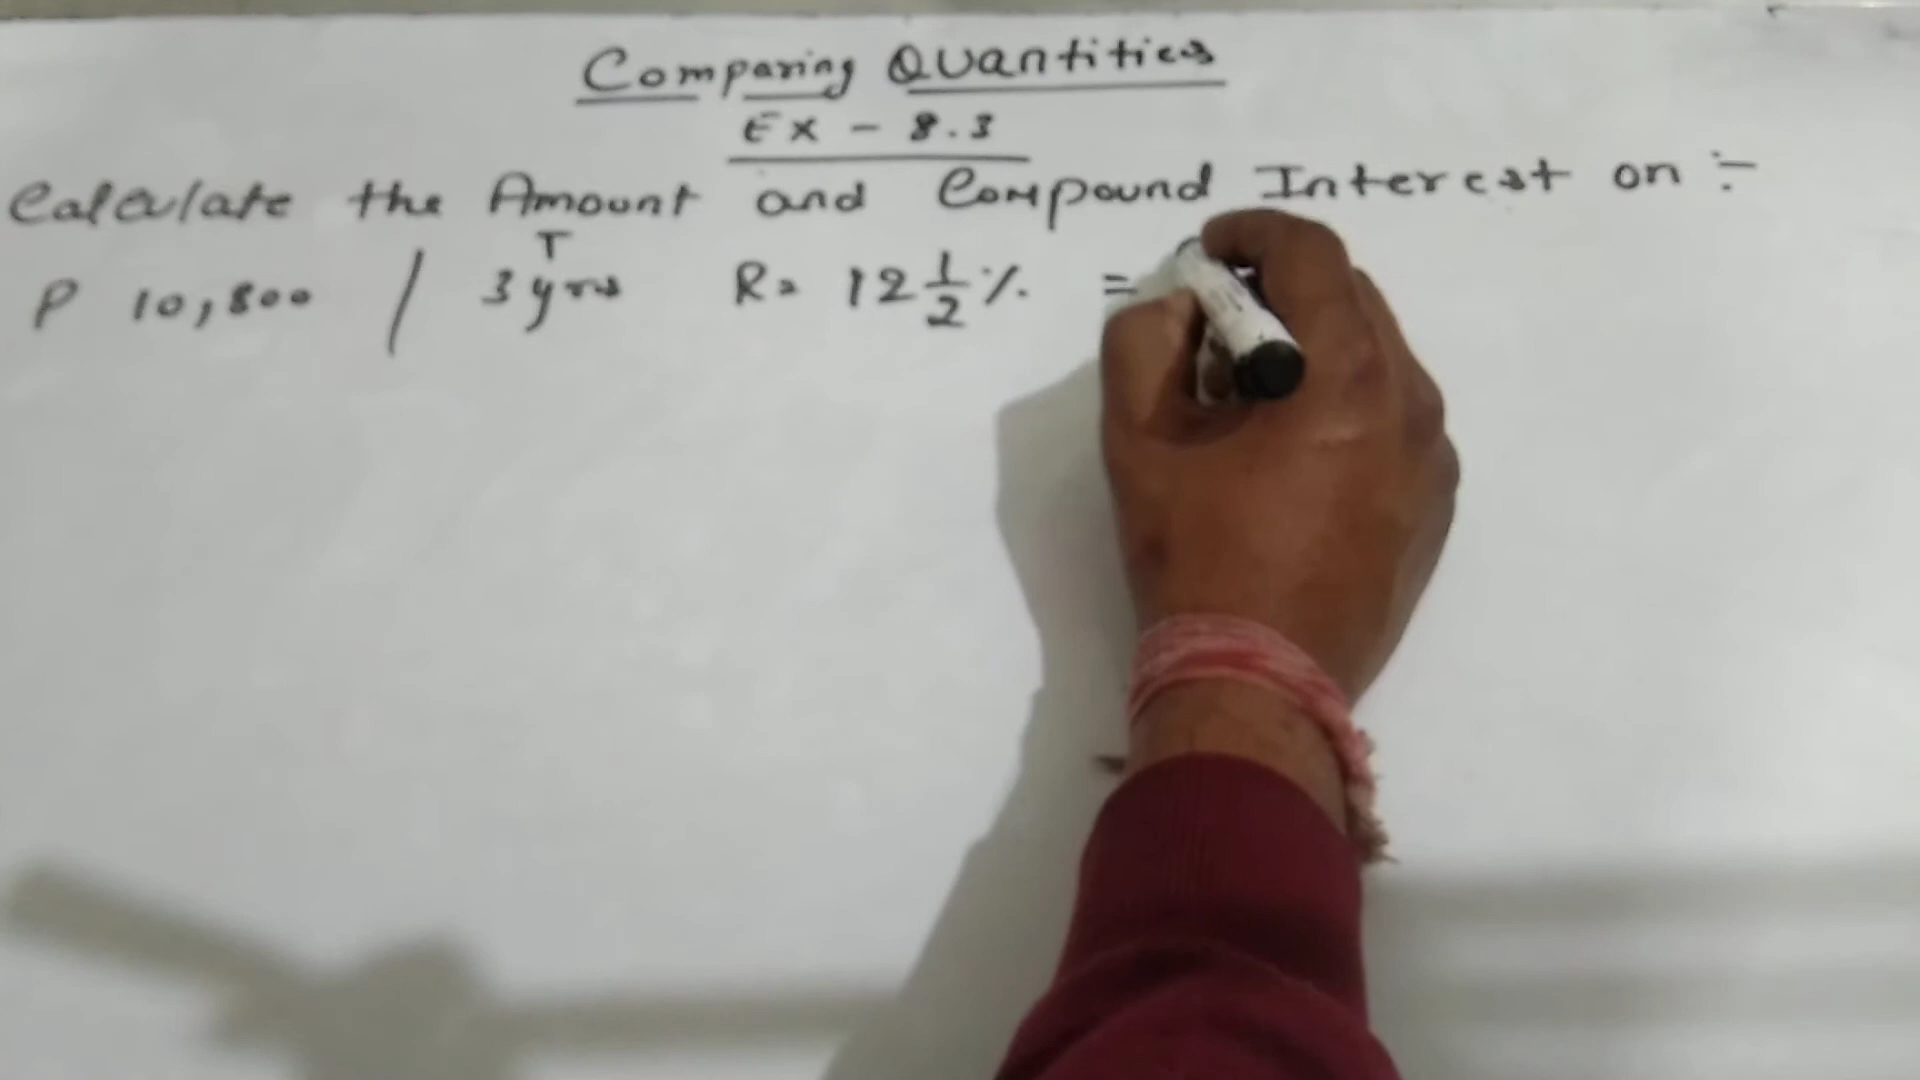 Comparing Quantities
EX - 8.3
Calculate the Amount and Compound Interest on :-
T
P 10,800 / 3 yrs R= 12 1/2 % =